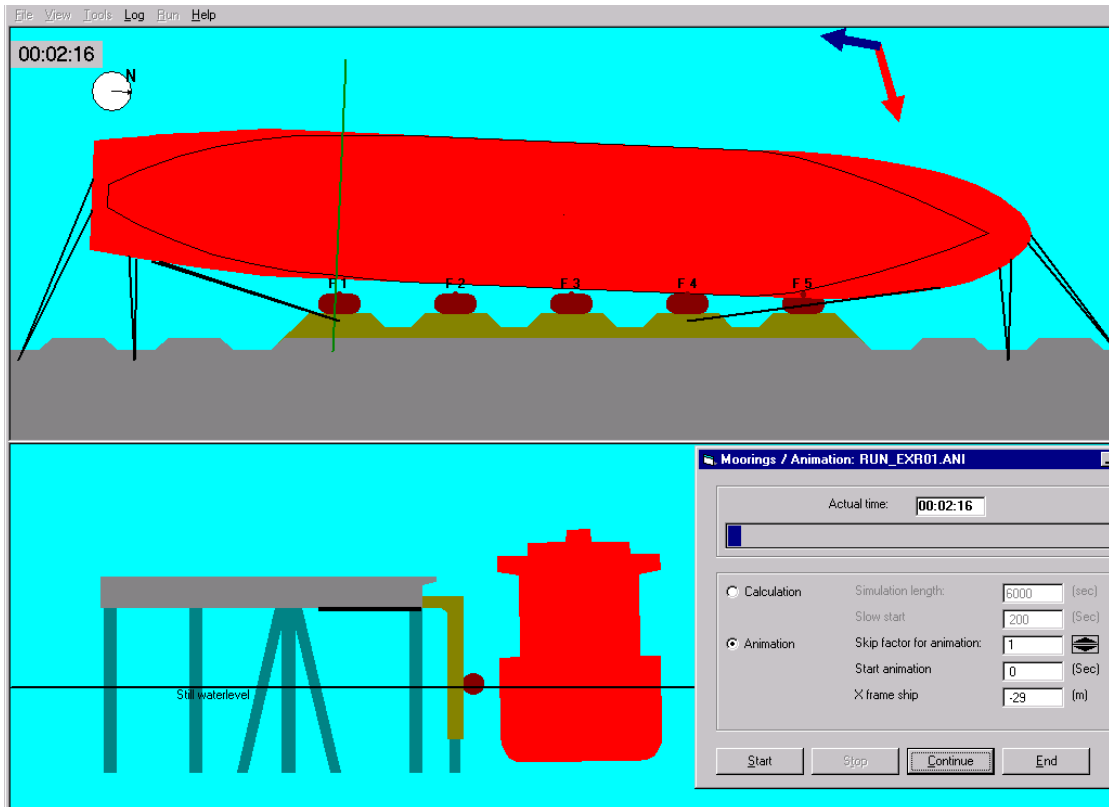 File View Tools Log Run Help
00:02:16
N
F 1 F 2 F 3 F 4 F 5
Still waterlevel
Moorings / Animation: RUN_EXR01.ANI
Actual time: 00:02:16
Calculation Simulation length: 6000 (sec)
Slow start 200 (Sec)
Animation Skip factor for animation: 1
Start animation 0 (Sec)
X frame ship -29 (m)
Start Stop Continue End